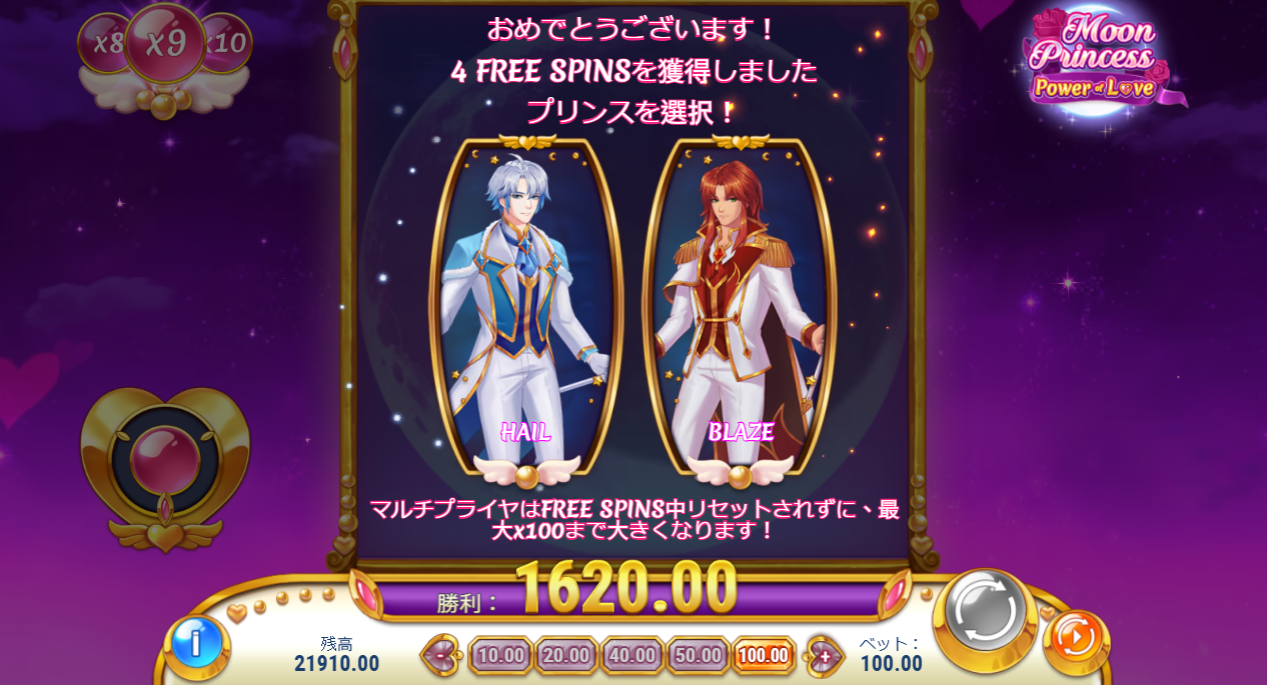 x8 x9 x10
おめでとうございます！
4 FREE SPINSを獲得しました
プリンスを選択！
Moon
Princess
Power of Love
HAIL
BLAZE
マルチプライヤはFREE SPINS中リセットされずに、最
大x100まで大きくなります！
勝利： 1620.00
残高
21910.00
- 10.00 20.00 40.00 50.00 100.00 +
ベット：
100.00
i